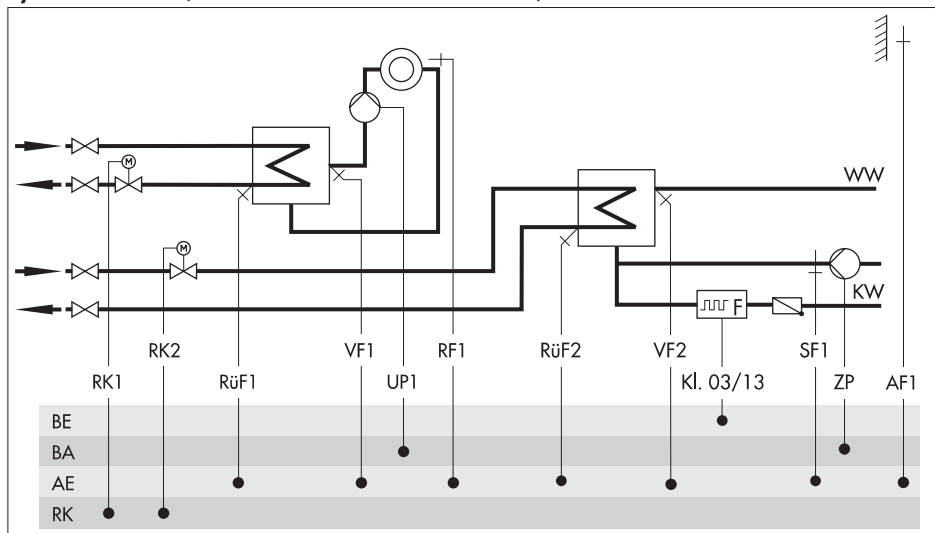 M
WW
M
F
KW
RK2 VF1 RF1 RüF2 VF2 SF1
RK1 RüF1 UP1 Kl. 03/13 ZP AF1
BE
BA
AE
RK